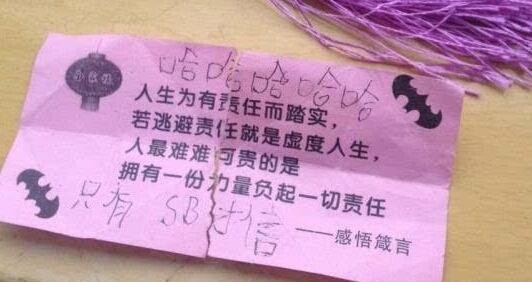 哈哈哈哈哈
人生为有责任而踏实，
若逃避责任就是虚度人生，
人最难难可贵的是
拥有一份力量负起一切责任
只有 SB才信
——感悟箴言